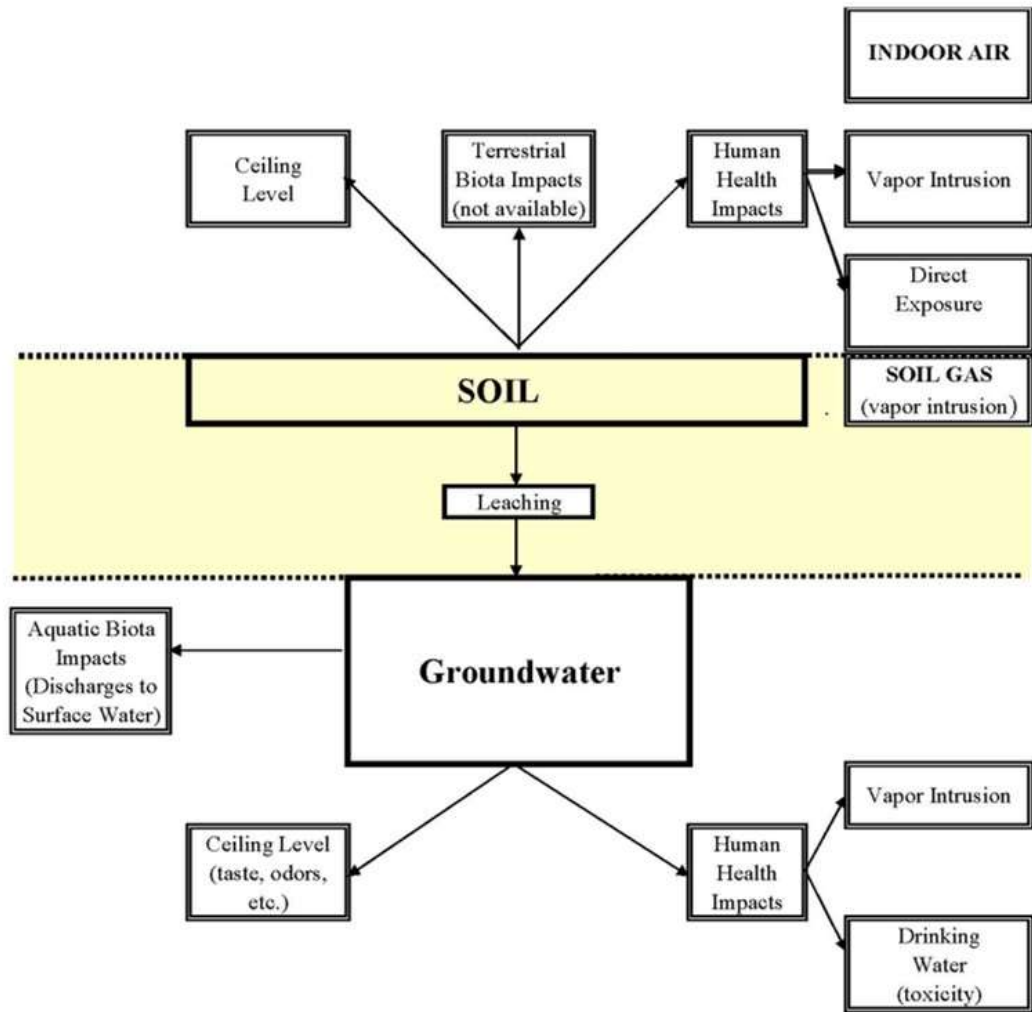 INDOOR AIR
Ceiling
Level
Terrestrial
Biota Impacts
(not available)
Human
Health
Impacts
Vapor Intrusion
Direct
Exposure
SOIL
SOIL GAS
(vapor intrusion)
Leaching
Groundwater
Aquatic Biota
Impacts
(Discharges to
Surface Water)
Ceiling Level
(taste, odors,
etc.)
Human
Health
Impacts
Vapor Intrusion
Drinking
Water
(toxicity)